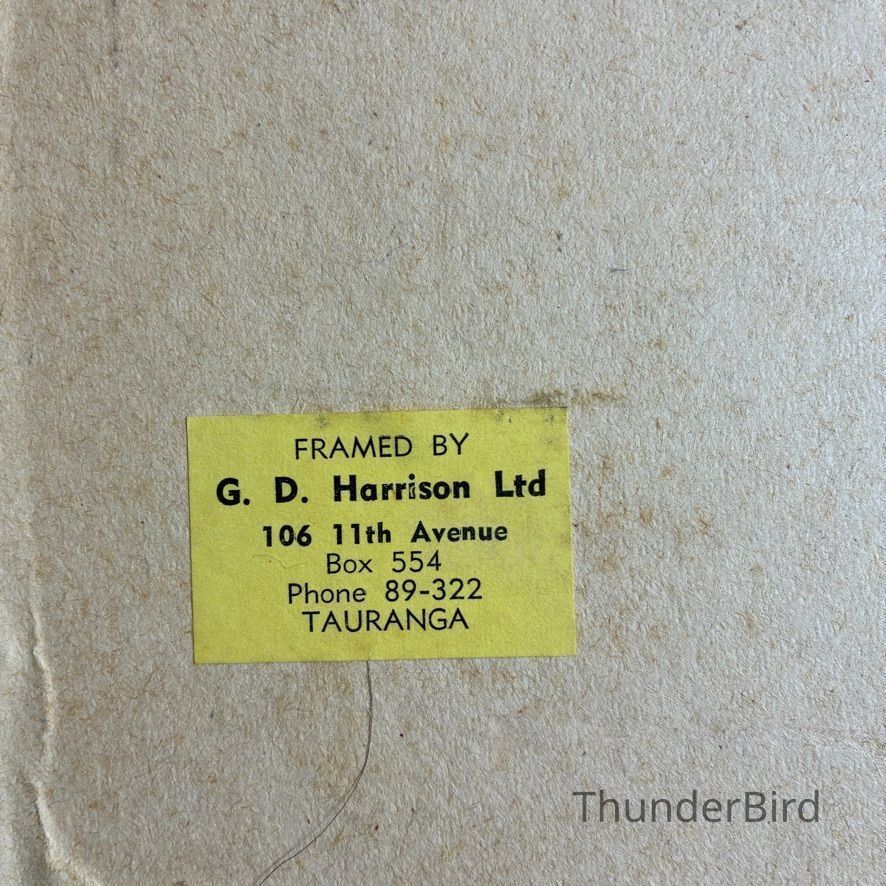 FRAMED BY
G. D. Harrison Ltd
106 11th Avenue
Box 554
Phone 89-322
TAURANGA
ThunderBird